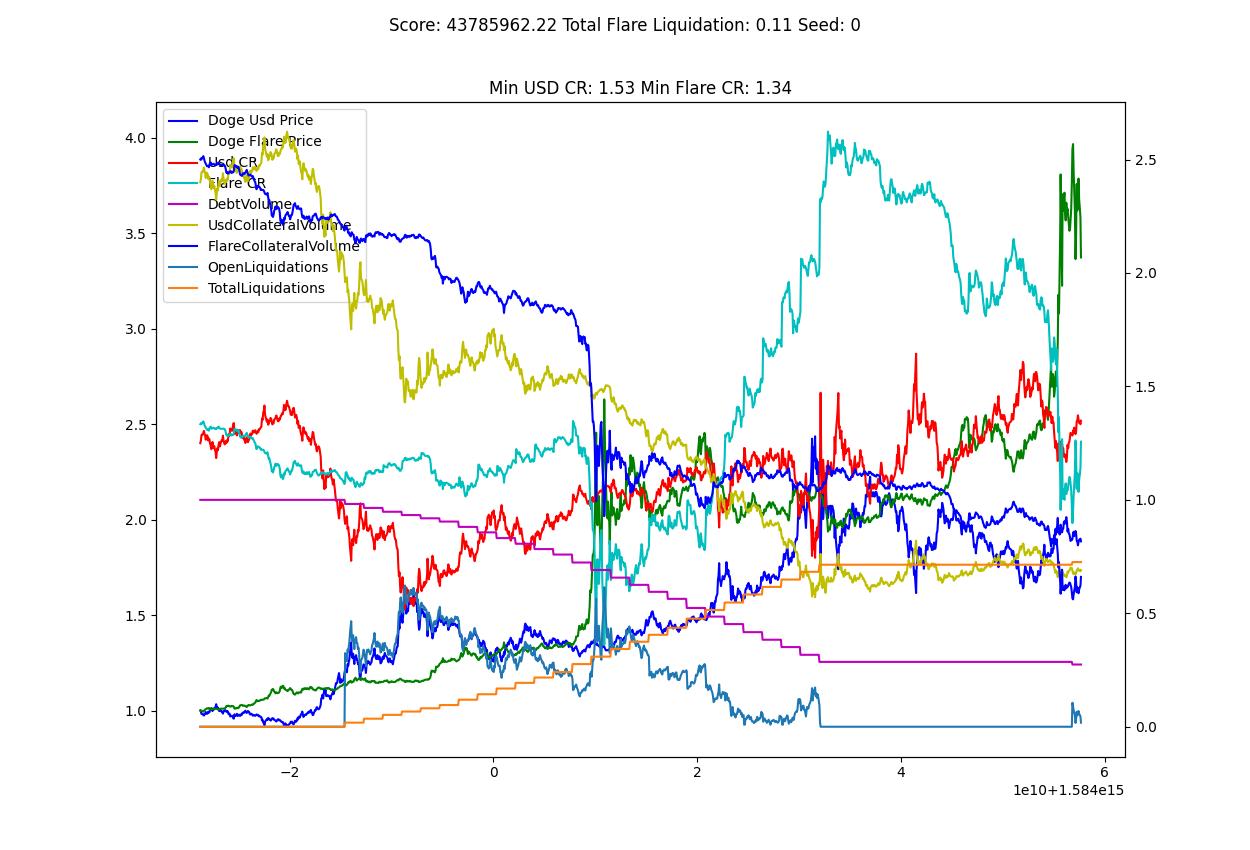 Score: 43785962.22 Total Flare Liquidation: 0.11 Seed: 0
Min USD CR: 1.53 Min Flare CR: 1.34
Doge Usd Price
Doge Flare Price
Usd CR
Flare CR
DebtVolume
UsdCollateralVolume
FlareCollateralVolume
OpenLiquidations
TotalLiquidations
4.0
3.5
3.0
2.5
2.0
1.5
1.0
2.5
2.0
1.5
1.0
0.5
0.0
−2
0
2
4
6
1e10+1.584e15